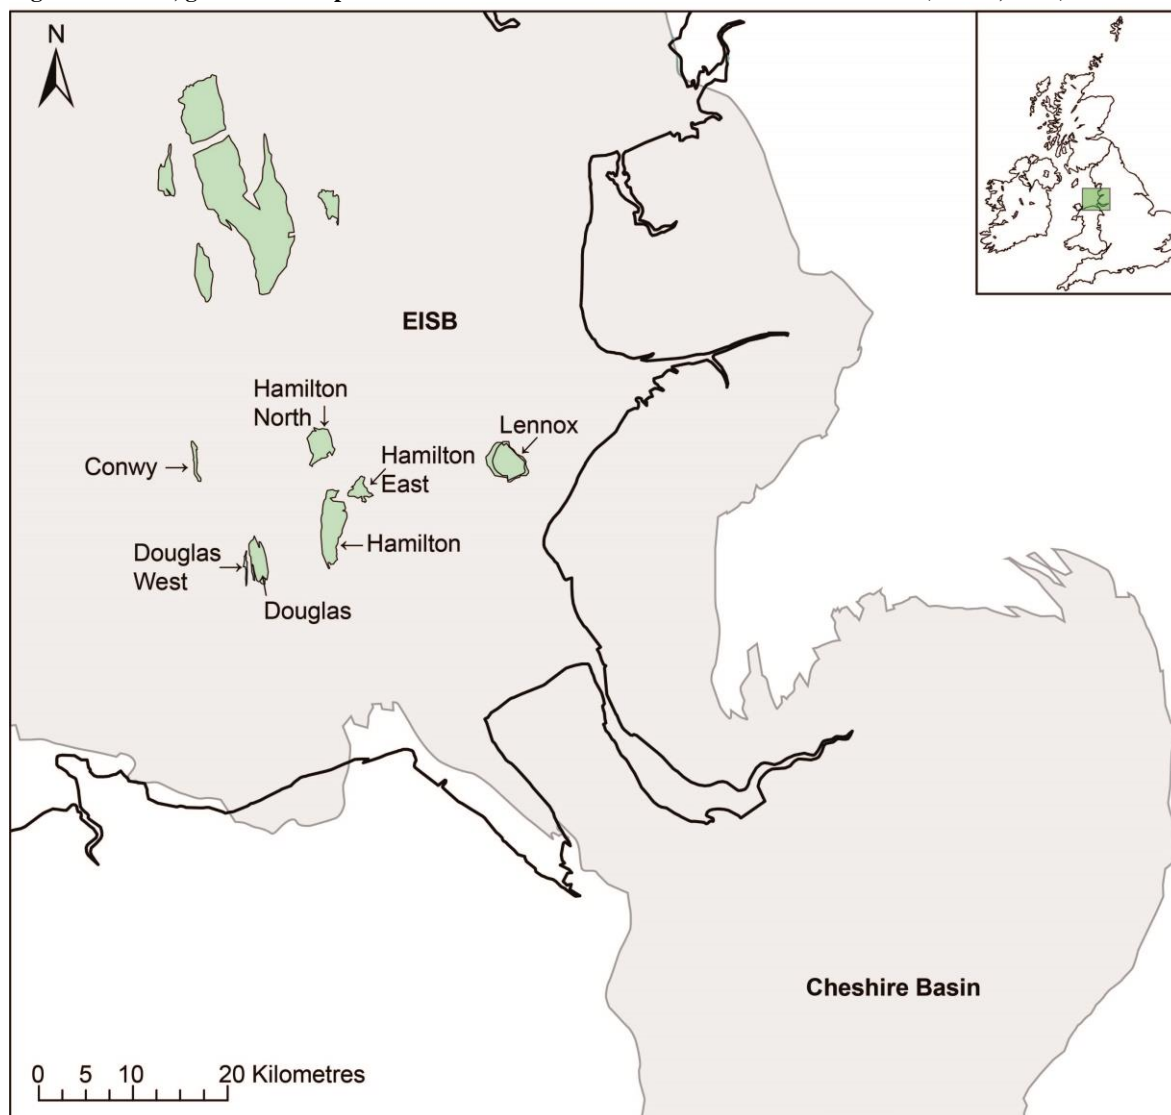 N
EISB
Hamilton
North
Lennox
Conwy
Hamilton
East
Hamilton
Douglas
West
Douglas
Cheshire Basin
0 5 10 20 Kilometres